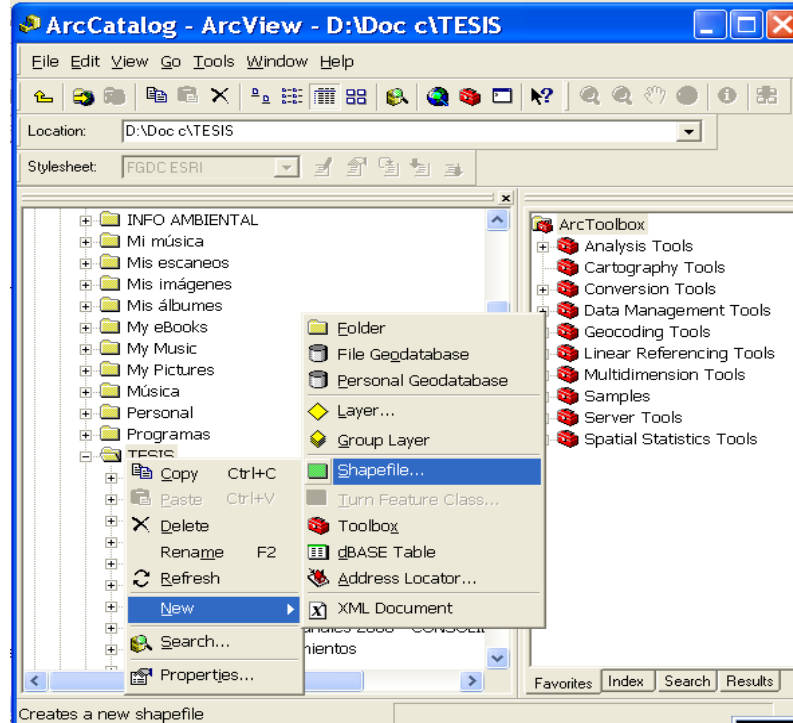 ArcCatalog - ArcView - D:\Doc c\TESIS
File Edit View Go Tools Window Help
Location: D:\Doc c\TESIS
Stylesheet: FGDC ESRI
INFO AMBIENTAL
Mi música
Mis escaneos
Mis imágenes
Mis álbumes
My eBooks
My Music
My Pictures
Música
Personal
Programas
TESIS
Copy Ctrl+C
Paste Ctrl+V
Delete
Rename F2
Refresh
New
Search...
Properties...
Folder
File Geodatabase
Personal Geodatabase
Layer...
Group Layer
Shapefile...
Turn Feature Class...
Toolbox
dBASE Table
Address Locator...
XML Document
ArcToolbox
Analysis Tools
Cartography Tools
Conversion Tools
Data Management Tools
Geocoding Tools
Linear Referencing Tools
Multidimension Tools
Samples
Server Tools
Spatial Statistics Tools
Favorites Index Search Results
Creates a new shapefile